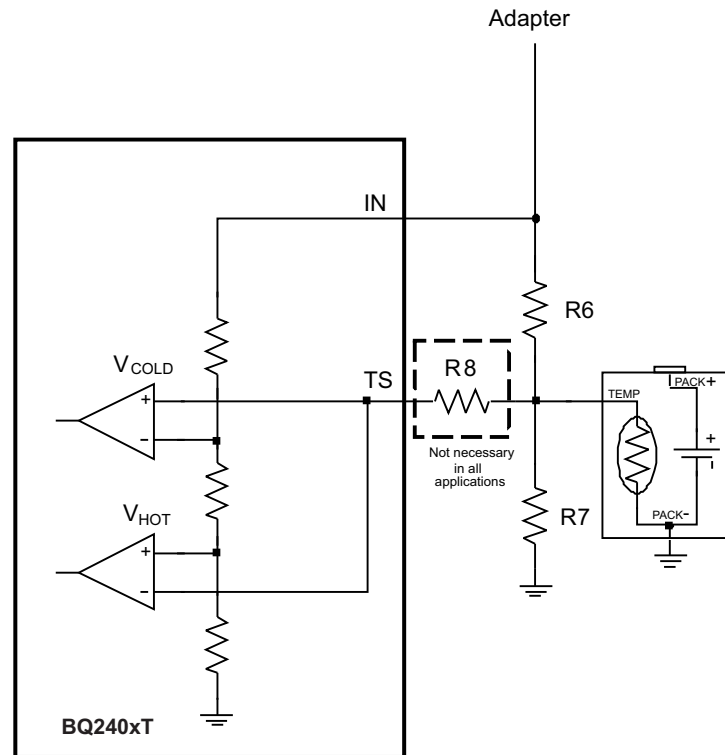 Adapter
IN
R6
VCOLD
TS
R8
PACK+
TEMP
+
-
+
-
Not necessary
in all
applications
VHOT
R7
PACK-
+
-
BQ240xT